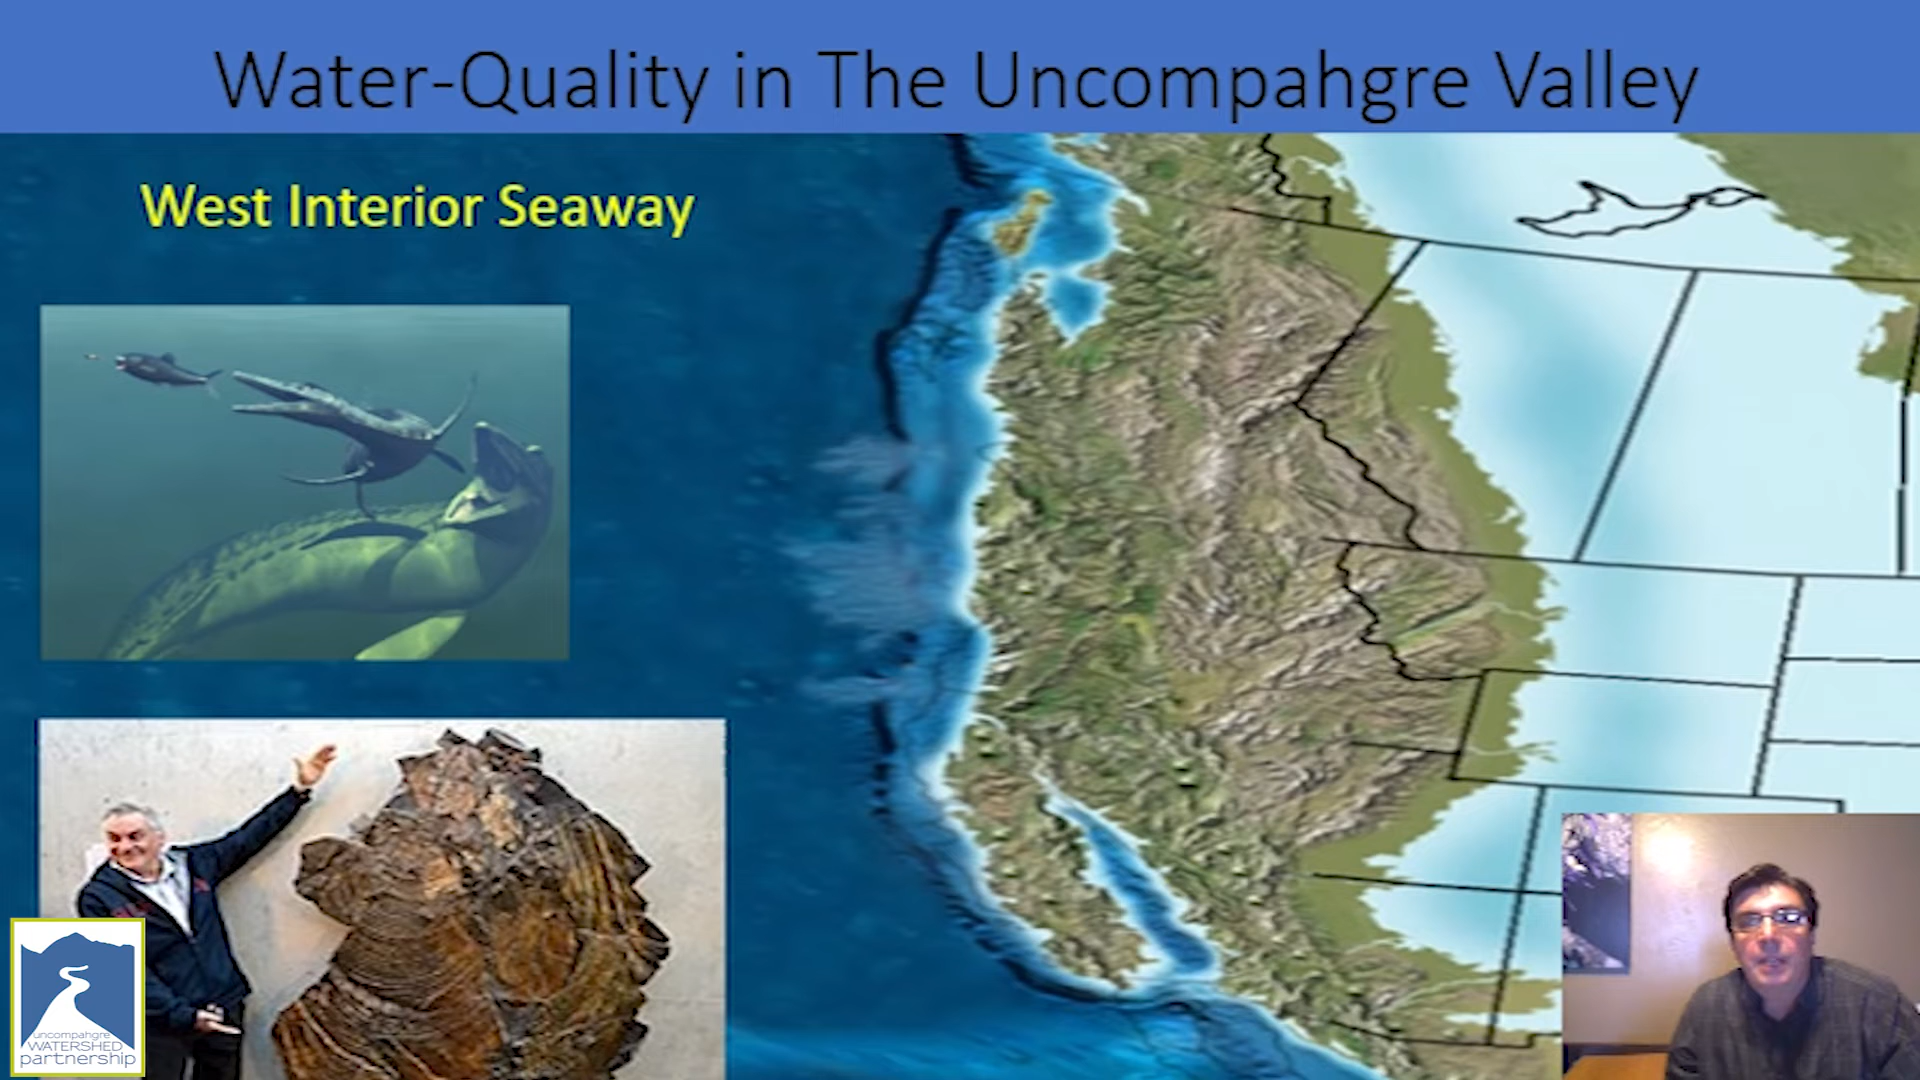 Water-Quality in The Uncompahgre Valley
West Interior Seaway
uncompahgre
WATERSHED
partnership